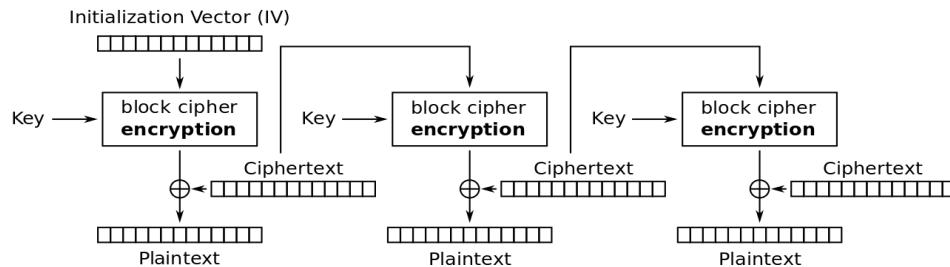 Initialization Vector (IV)
Key
block cipher
encryption
Ciphertext
Plaintext
Key
block cipher
encryption
Ciphertext
Plaintext
Key
block cipher
encryption
Ciphertext
Plaintext